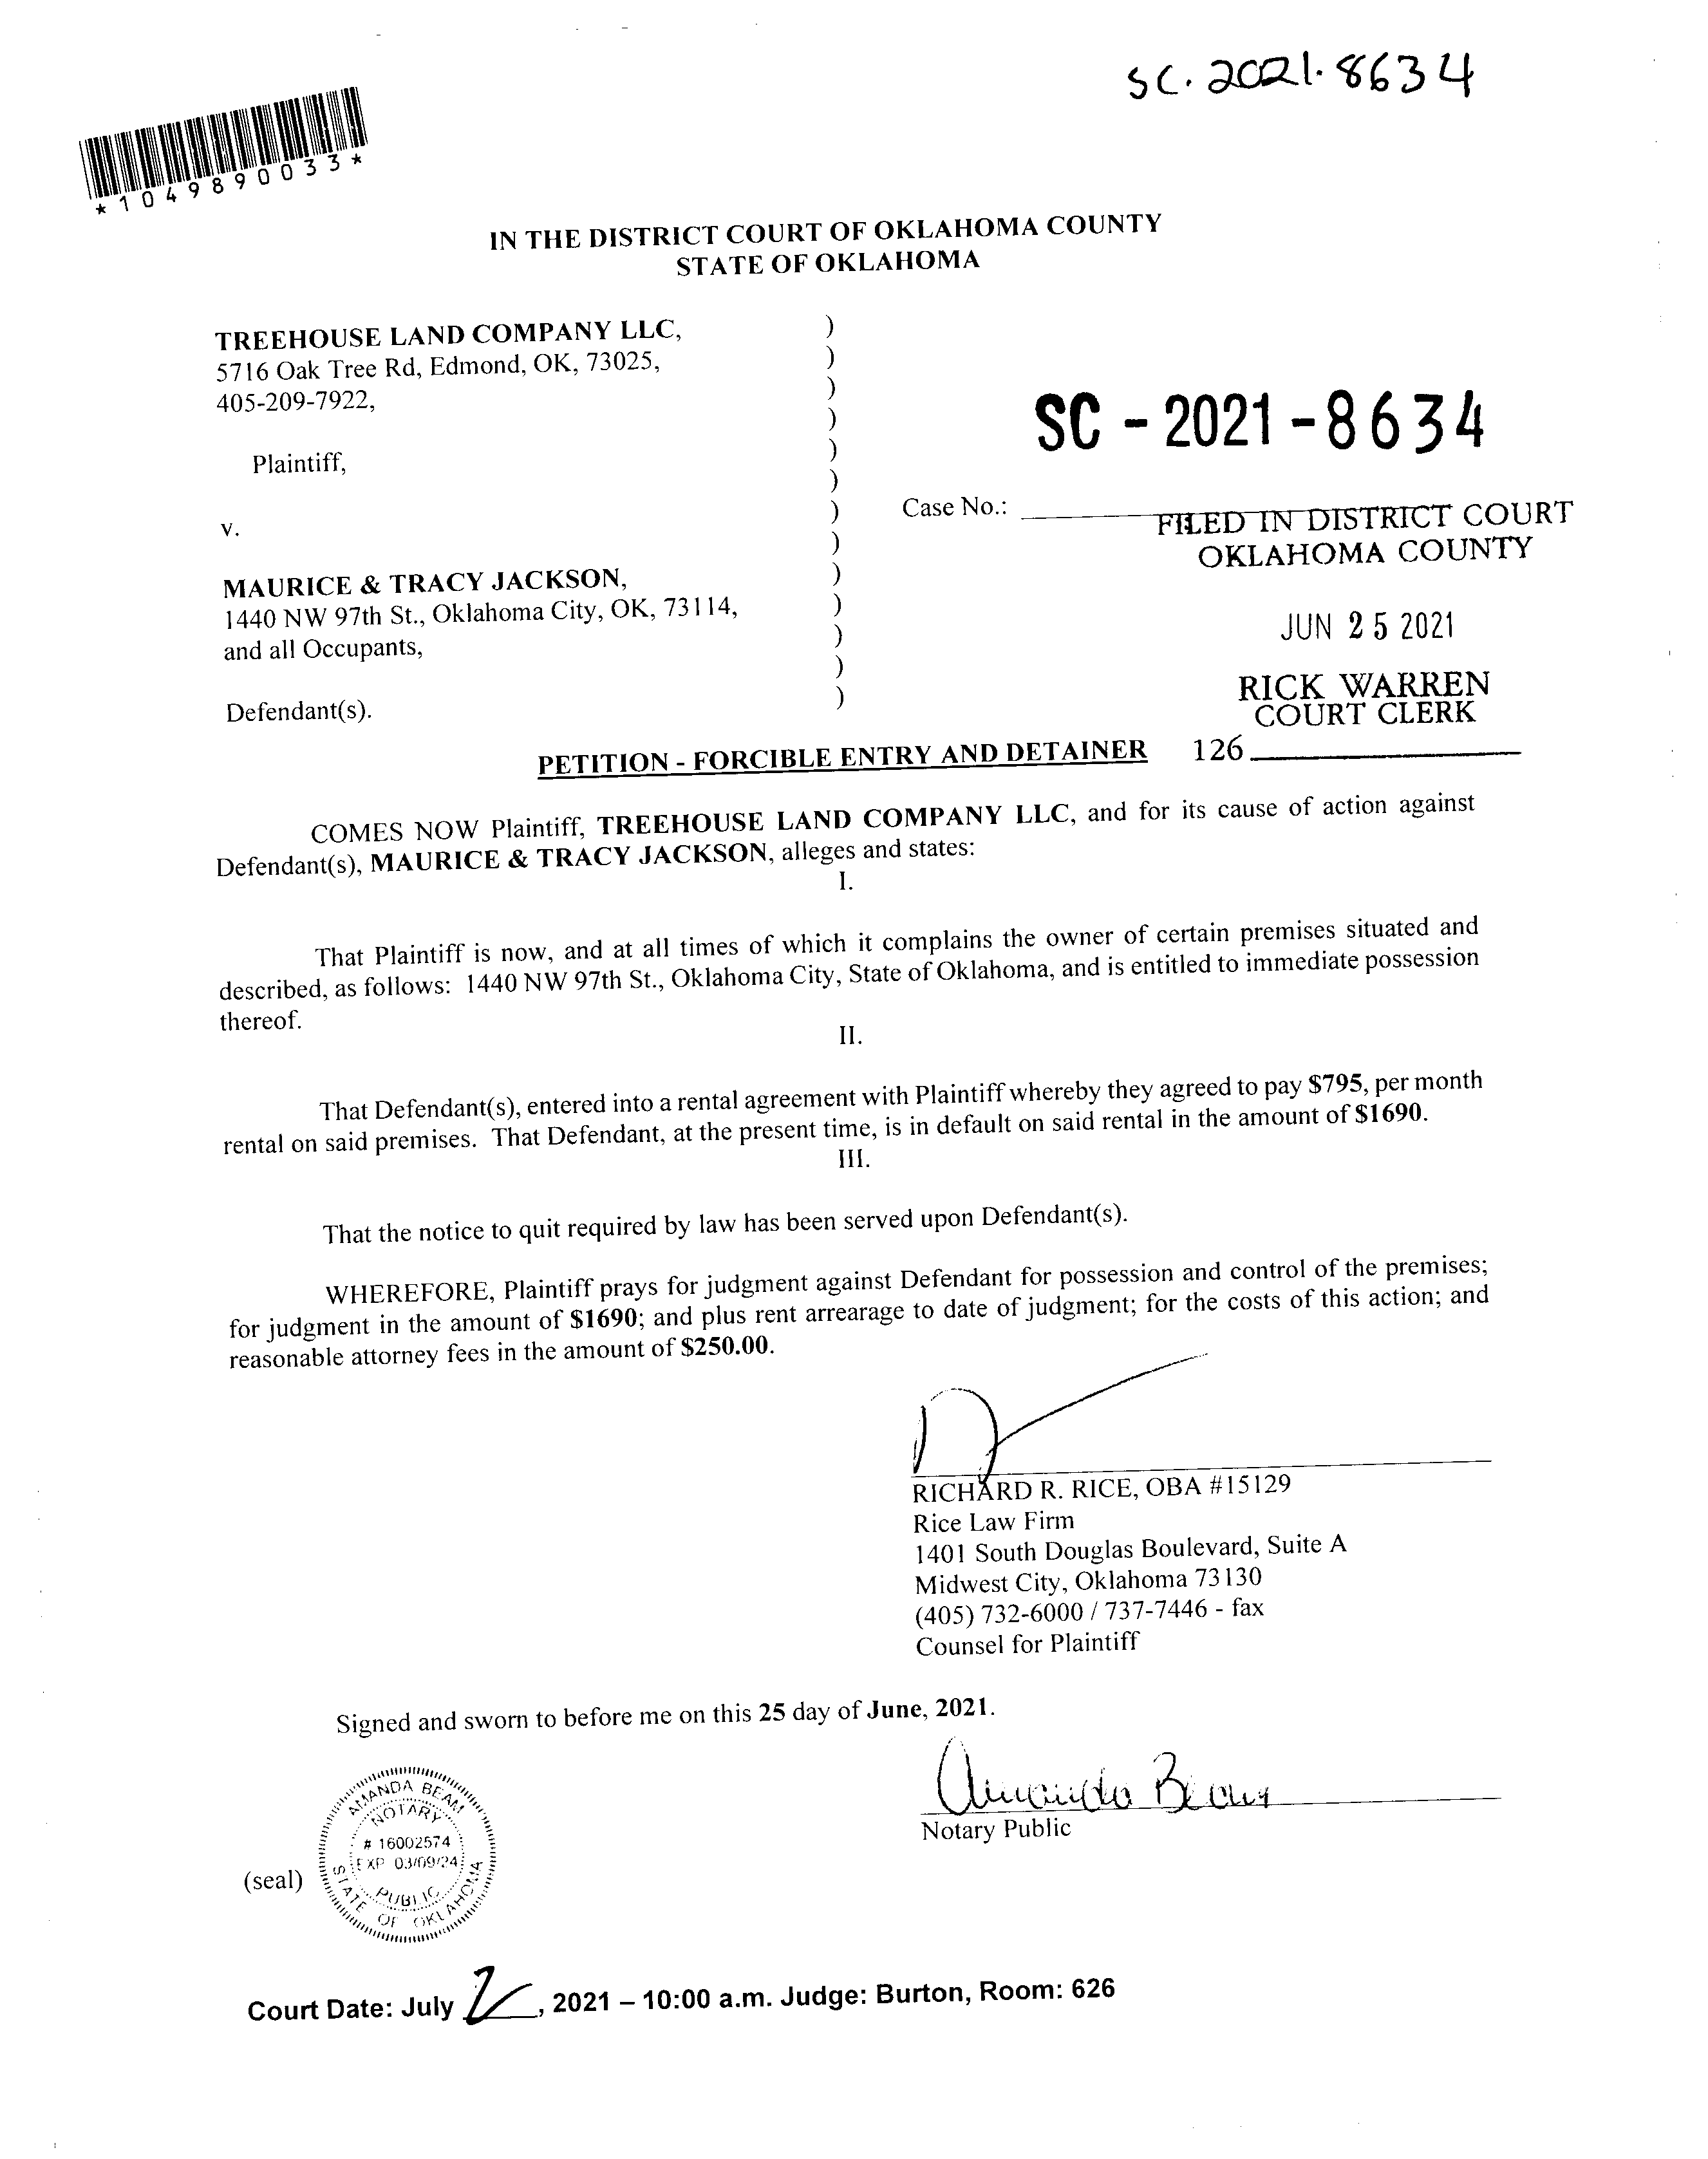 SC. 2021. 8634
*1049890033*
IN THE DISTRICT COURT OF OKLAHOMA COUNTY
STATE OF OKLAHOMA
TREEHOUSE LAND COMPANY LLC, )
5716 Oak Tree Rd, Edmond, OK, 73025, )
405-209-7922, )
)
Plaintiff, )
)
v. )
)
MAURICE & TRACY JACKSON, )
1440 NW 97th St., Oklahoma City, OK, 73114, )
and all Occupants, )
)
Defendant(s). )
SC - 2021 - 8634
Case No.:
FILED IN DISTRICT COURT
OKLAHOMA COUNTY
JUN 25 2021
RICK WARREN
COURT CLERK
126
PETITION - FORCIBLE ENTRY AND DETAINER
COMES NOW Plaintiff, TREEHOUSE LAND COMPANY LLC, and for its cause of action against
Defendant(s), MAURICE & TRACY JACKSON, alleges and states:
I.
That Plaintiff is now, and at all times of which it complains the owner of certain premises situated and
described, as follows: 1440 NW 97th St., Oklahoma City, State of Oklahoma, and is entitled to immediate possession
thereof.
II.
That Defendant(s), entered into a rental agreement with Plaintiff whereby they agreed to pay $795, per month
rental on said premises. That Defendant, at the present time, is in default on said rental in the amount of $1690.
III.
That the notice to quit required by law has been served upon Defendant(s).
WHEREFORE, Plaintiff prays for judgment against Defendant for possession and control of the premises;
for judgment in the amount of $1690; and plus rent arrearage to date of judgment; for the costs of this action; and
reasonable attorney fees in the amount of $250.00.
RICHARD R. RICE, OBA #15129
Rice Law Firm
1401 South Douglas Boulevard, Suite A
Midwest City, Oklahoma 73130
(405) 732-6000 / 737-7446 - fax
Counsel for Plaintiff
Signed and sworn to before me on this 25 day of June, 2021.
Amanda Beam
Notary Public
(seal)
AMANDA BEAM
NOTARY
# 16002574
EXP 03/09/24
PUBLIC
STATE OF OKLAHOMA
Court Date: July , 2021 – 10:00 a.m. Judge: Burton, Room: 626